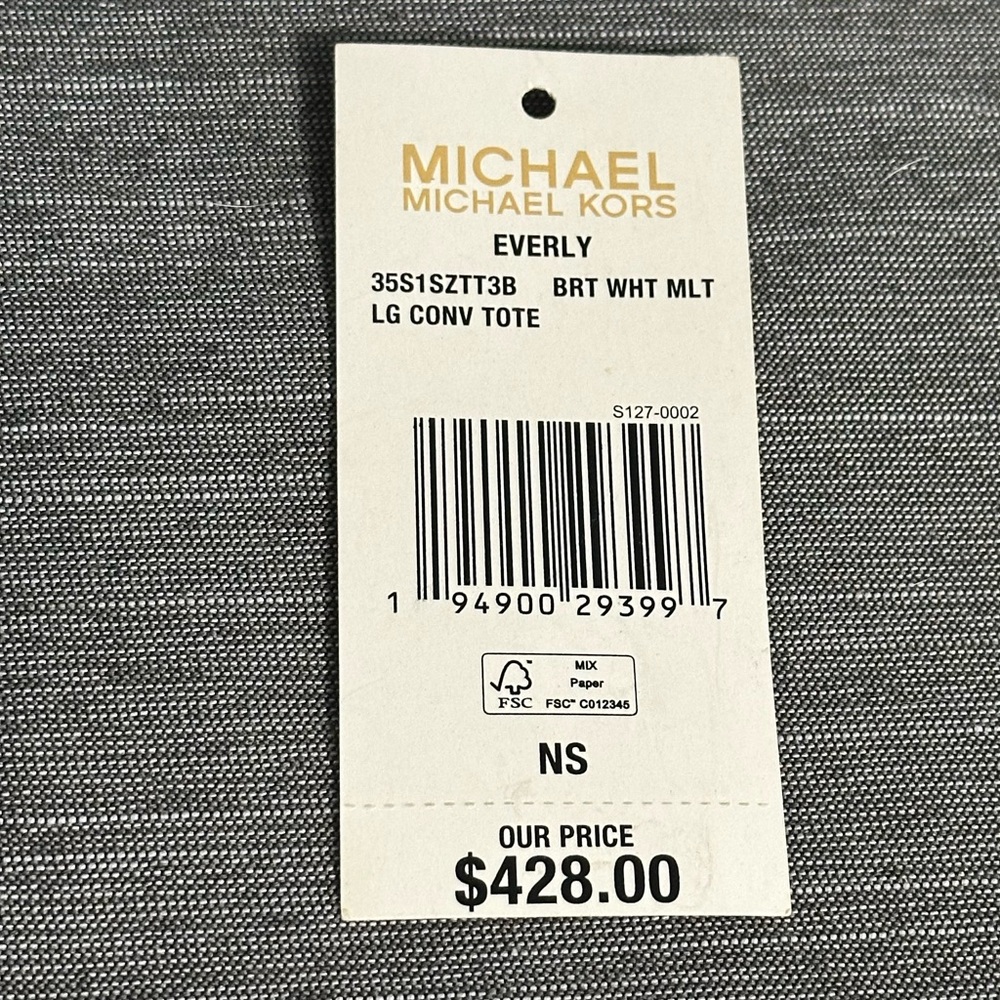 MICHAEL
MICHAEL KORS
EVERLY
35S1SZTT3B BRT WHT MLT
LG CONV TOTE
S127-0002
1 94900 29399 7
FSC
MIX
Paper
FSC™ C012345
NS
OUR PRICE
$428.00